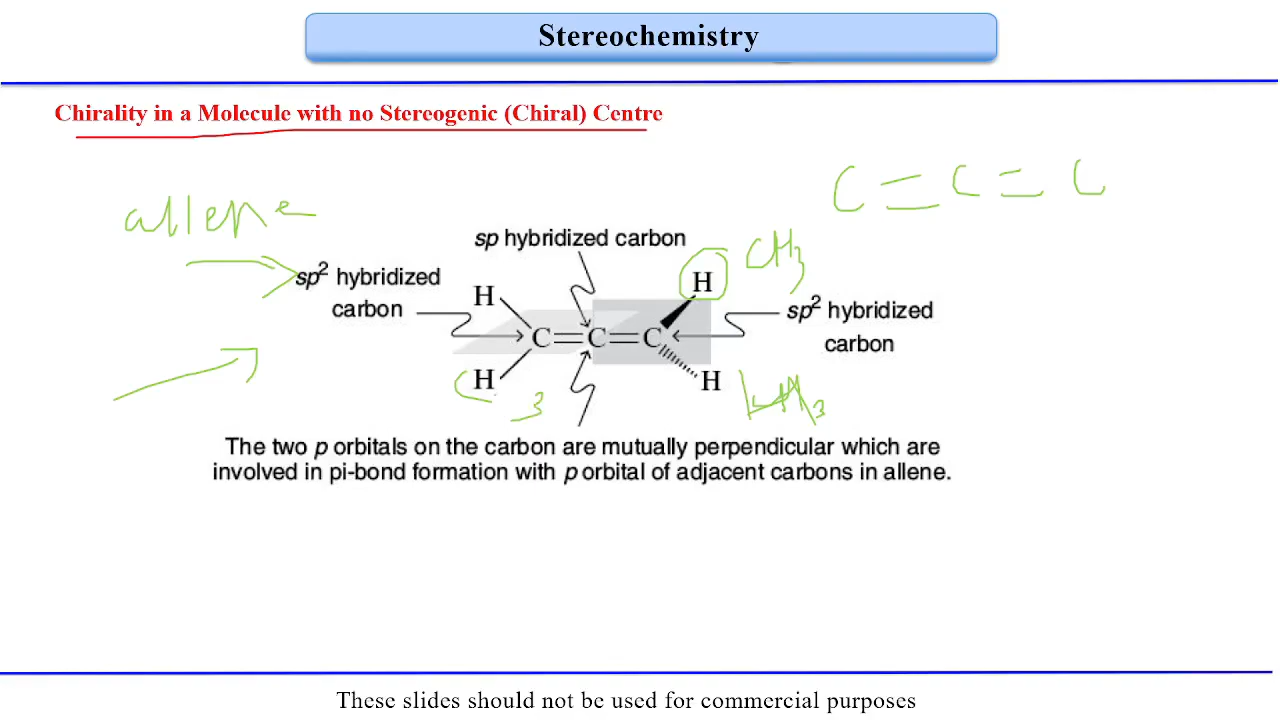 Stereochemistry
Chirality in a Molecule with no Stereogenic (Chiral) Centre
C = C = C
allene
sp hybridized carbon
CH3
sp2 hybridized
carbon
H
H
C=C=C
sp2 hybridized
carbon
H
H
C 3
The two p orbitals on the carbon are mutually perpendicular which are
involved in pi-bond formation with p orbital of adjacent carbons in allene.
These slides should not be used for commercial purposes